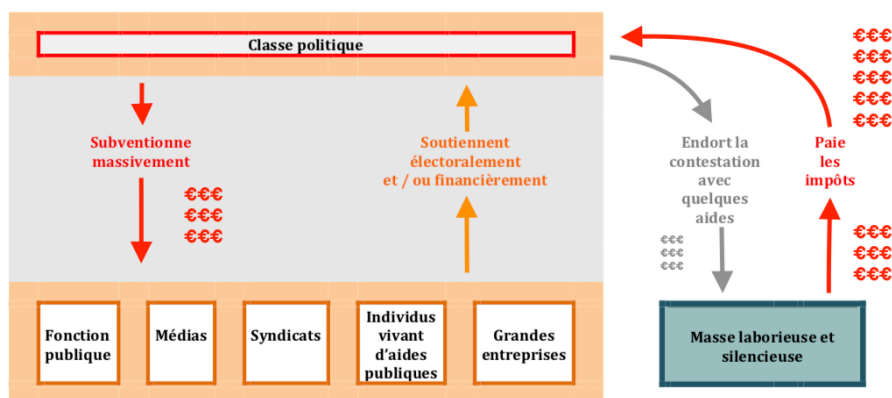 Classe politique
Subventionne
massivement
€€€
€€€
€€€
Soutiennent
électoralement
et / ou financièrement
Endort la
contestation
avec
quelques
aides
€€€
€€€
€€€
Paie
les
impôts
€€€
€€€
€€€
€€€
€€€
€€€
€€€
€€€
Fonction
publique
Médias
Syndicats
Individus
vivant
d’aides
publiques
Grandes
entreprises
Masse laborieuse et
silencieuse